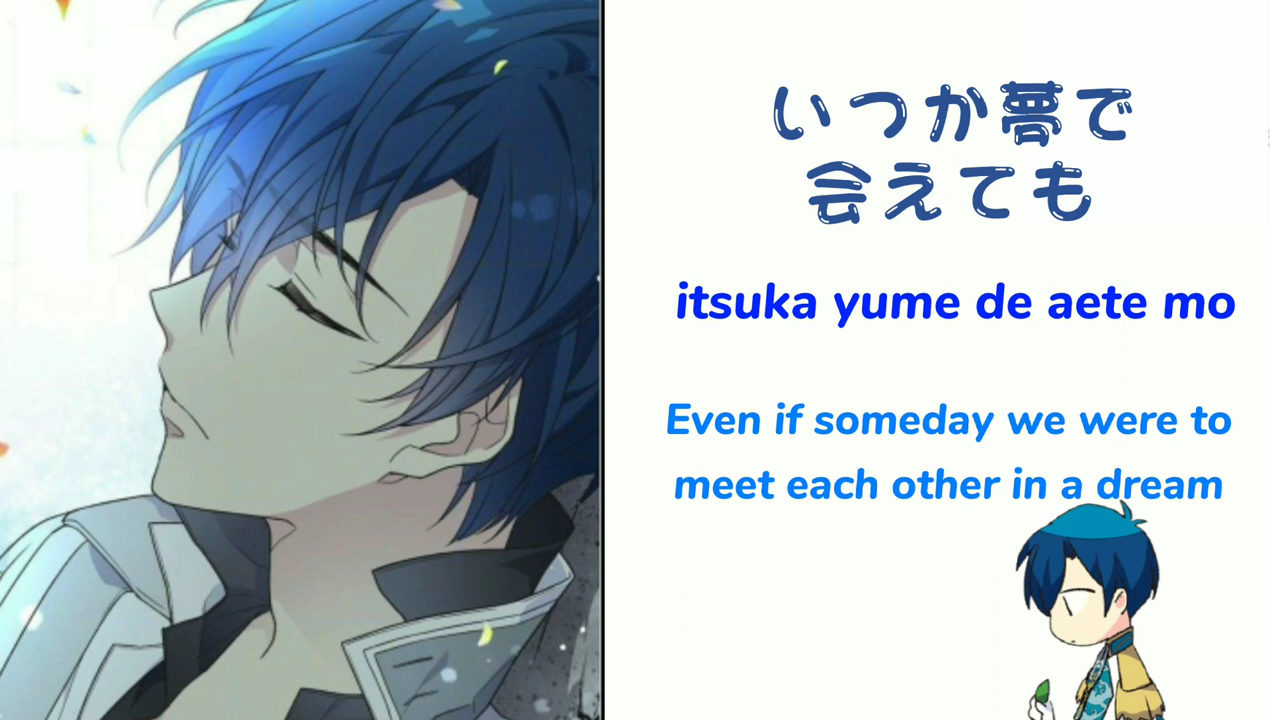 いつか夢で
会えても
itsuka yume de aete mo
Even if someday we were to
meet each other in a dream